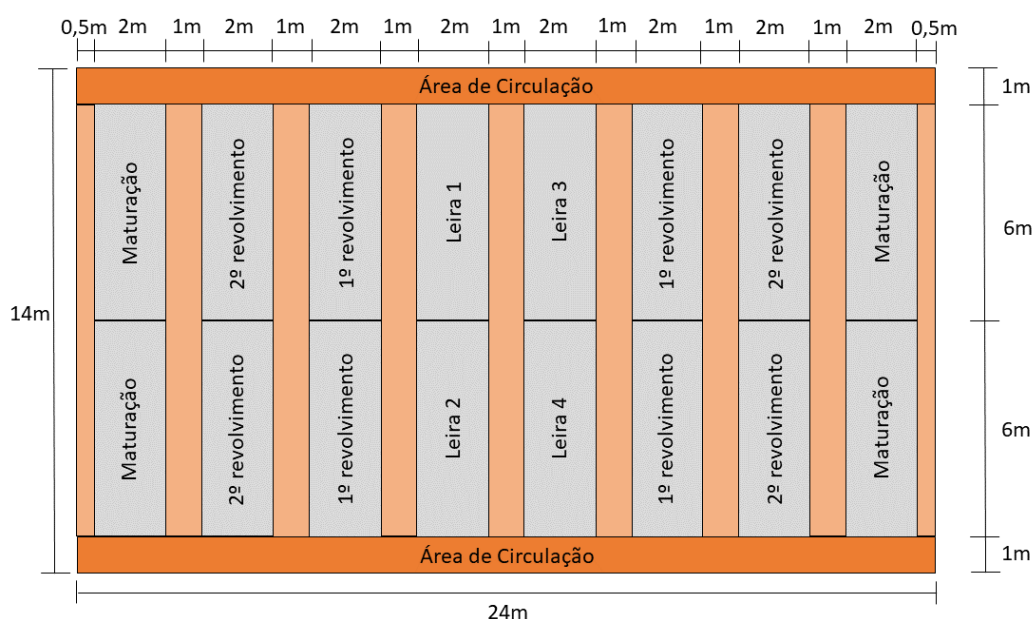 0,5m 2m 1m 2m 1m 2m 1m 2m 1m 2m 1m 2m 1m 2m 1m 2m 0,5m
Área de Circulação
1m
Maturação
2º revolvimento
1º revolvimento
Leira 1
Leira 3
1º revolvimento
2º revolvimento
Maturação
6m
14m
Maturação
2º revolvimento
1º revolvimento
Leira 2
Leira 4
1º revolvimento
2º revolvimento
Maturação
6m
Área de Circulação
1m
24m